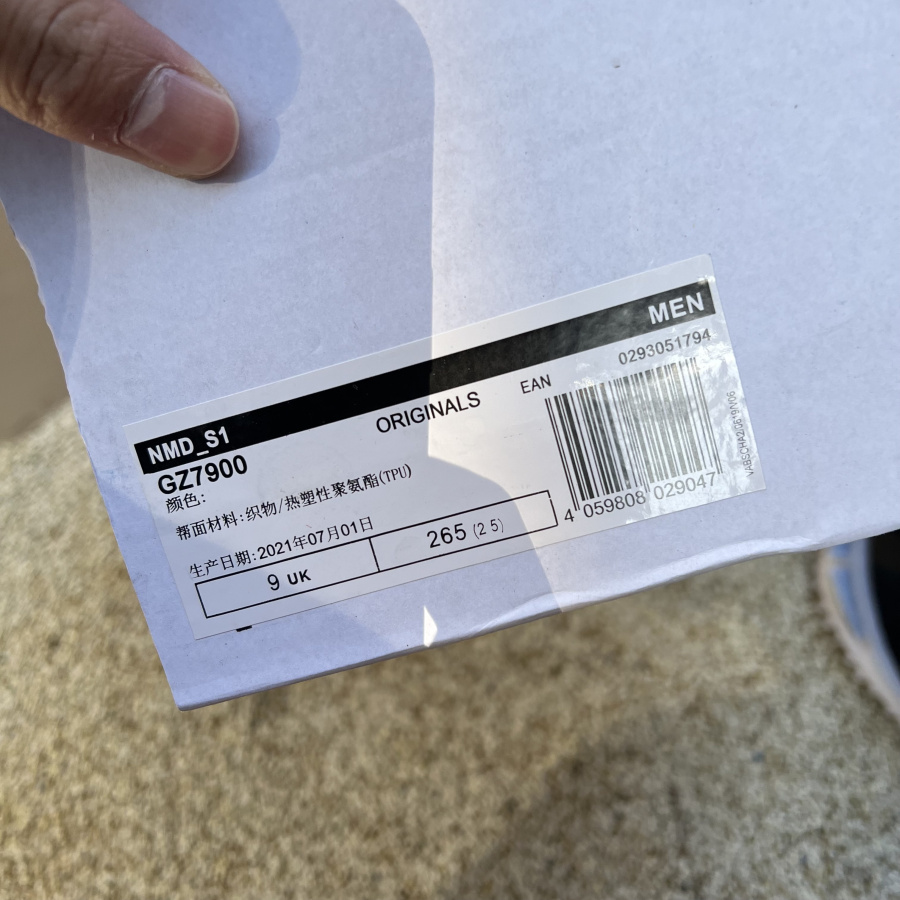 MEN
NMD_S1
ORIGINALS
EAN
0293051794
GZ7900
颜色:
帮面材料:织物/热塑性聚氨酯(TPU)
生产日期:2021年07月01日
9 UK
265 (2 5)
4 059808 029047